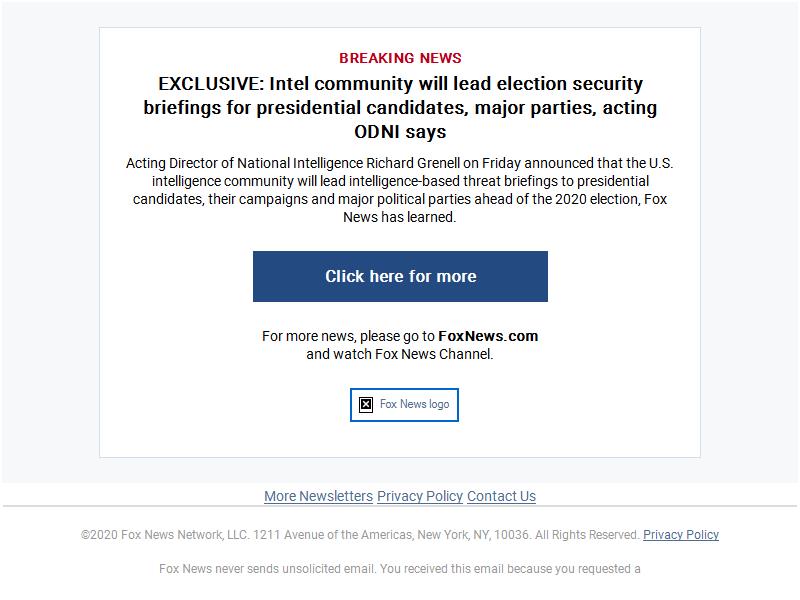 BREAKING NEWS
EXCLUSIVE: Intel community will lead election security
briefings for presidential candidates, major parties, acting
ODNI says
Acting Director of National Intelligence Richard Grenell on Friday announced that the U.S.
intelligence community will lead intelligence-based threat briefings to presidential
candidates, their campaigns and major political parties ahead of the 2020 election, Fox
News has learned.
Click here for more
For more news, please go to FoxNews.com
and watch Fox News Channel.
Fox News logo
More Newsletters Privacy Policy Contact Us
©2020 Fox News Network, LLC. 1211 Avenue of the Americas, New York, NY, 10036. All Rights Reserved. Privacy Policy
Fox News never sends unsolicited email. You received this email because you requested a